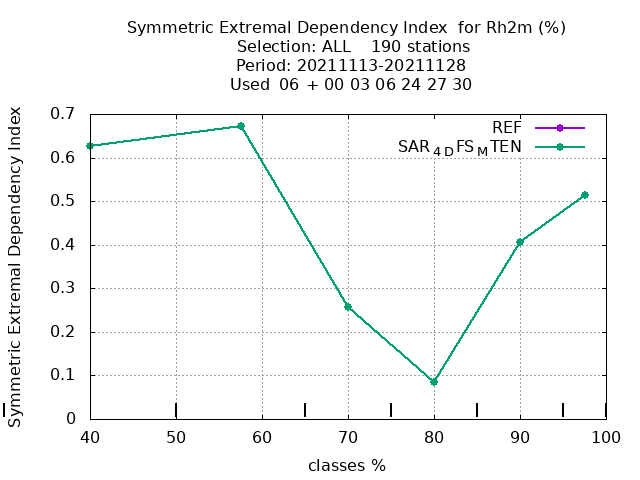 Symmetric Extremal Dependency Index  for Rh2m (%)
Selection: ALL    190 stations
Period: 20211113-20211128
Used  06  + 00 03 06 24 27 30
REF
SAR4DFSMTEN
Symmetric Extremal Dependency Index
0.7
0.6
0.5
0.4
0.3
0.2
0.1
0
40 50 60 70 80 90 100
classes %